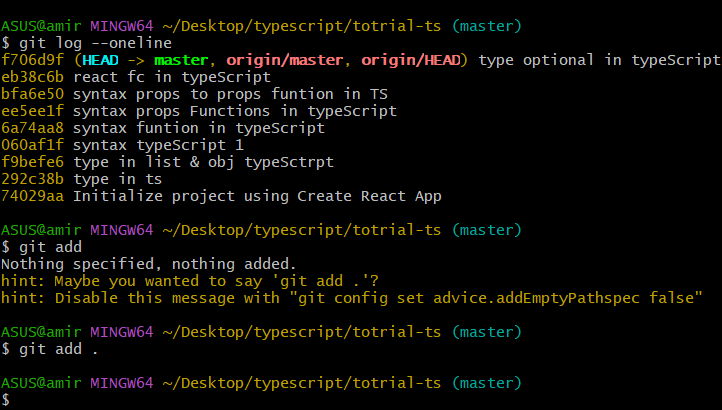 ASUS@amir MINGW64 ~/Desktop/typescript/totrial-ts (master)
$ git log --oneline
f706d9f (HEAD -> master, origin/master, origin/HEAD) type optional in typeScript
eb38c6b react fc in typeScript
bfa6e50 syntax props to props funtion in TS
ee5ee1f syntax props Functions in typeScript
6a74aa8 syntax funtion in typeScript
060af1f syntax typeScript 1
f9befe6 type in list & obj typeSctrpt
292c38b type in ts
74029aa Initialize project using Create React App
ASUS@amir MINGW64 ~/Desktop/typescript/totrial-ts (master)
$ git add
Nothing specified, nothing added.
hint: Maybe you wanted to say 'git add .'?
hint: Disable this message with "git config set advice.addEmptyPathspec false"
ASUS@amir MINGW64 ~/Desktop/typescript/totrial-ts (master)
$ git add .
ASUS@amir MINGW64 ~/Desktop/typescript/totrial-ts (master)
$